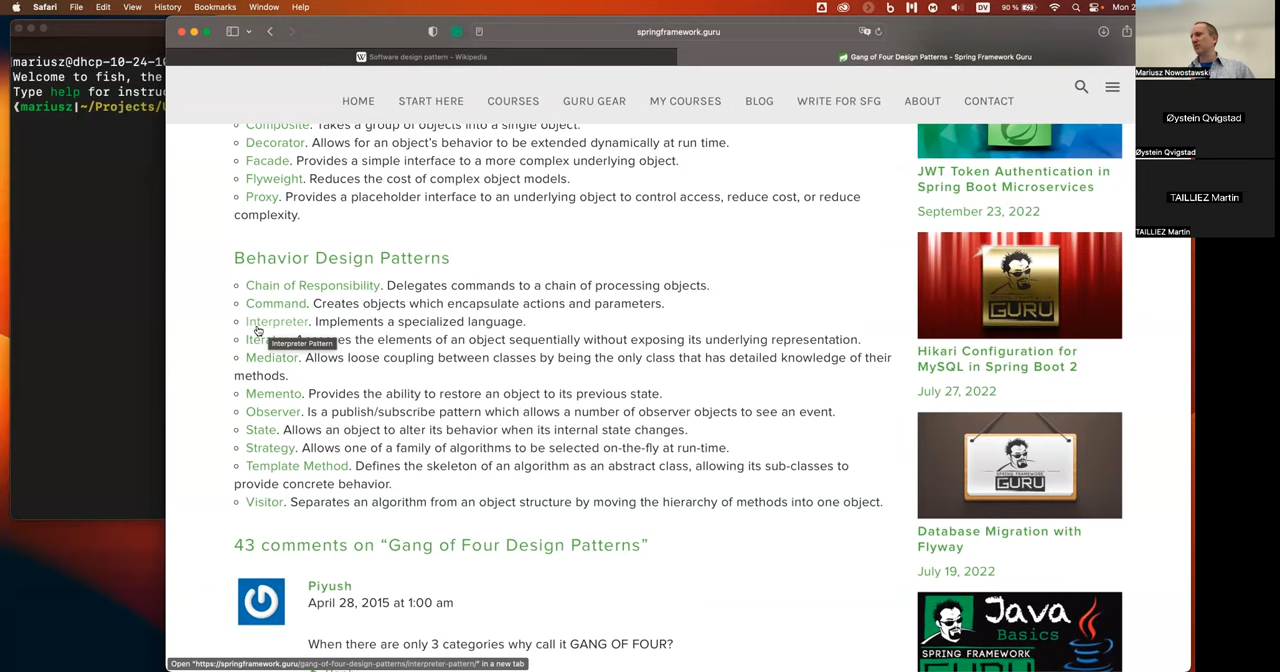 Safari File Edit View History Bookmarks Window Help
DV 90 % Mon 2
springframework.guru
W Software design pattern - Wikipedia
Gang of Four Design Patterns - Spring Framework Guru
mariusz@dhcp-10-24-10
Welcome to fish, the
Type help for instruc
(mariusz|~/Projects/
HOME START HERE COURSES GURU GEAR MY COURSES BLOG WRITE FOR SFG ABOUT CONTACT
Composite. Takes a group of objects into a single object.
Decorator. Allows for an object's behavior to be extended dynamically at run time.
Facade. Provides a simple interface to a more complex underlying object.
Flyweight. Reduces the cost of complex object models.
Proxy. Provides a placeholder interface to an underlying object to control access, reduce cost, or reduce
complexity.
Behavior Design Patterns
Chain of Responsibility. Delegates commands to a chain of processing objects.
Command. Creates objects which encapsulate actions and parameters.
Interpreter. Implements a specialized language.
Interpreter Pattern
the elements of an object sequentially without exposing its underlying representation.
Mediator. Allows loose coupling between classes by being the only class that has detailed knowledge of their
methods.
Memento. Provides the ability to restore an object to its previous state.
Observer. Is a publish/subscribe pattern which allows a number of observer objects to see an event.
State. Allows an object to alter its behavior when its internal state changes.
Strategy. Allows one of a family of algorithms to be selected on-the-fly at run-time.
Template Method. Defines the skeleton of an algorithm as an abstract class, allowing its sub-classes to
provide concrete behavior.
Visitor. Separates an algorithm from an object structure by moving the hierarchy of methods into one object.
43 comments on "Gang of Four Design Patterns"
Piyush
April 28, 2015 at 1:00 am
When there are only 3 categories why call it GANG OF FOUR?
Open "https://springframework.guru/gang-of-four-design-patterns/interpreter-pattern/" in a new tab
JWT Token Authentication in
Spring Boot Microservices
September 23, 2022
SPRING FRAMEWORK
GURU
Hikari Configuration for
MySQL in Spring Boot 2
July 27, 2022
SPRING FRAMEWORK
GURU
Database Migration with
Flyway
July 19, 2022
Java
Basics
SPRING FRAMEWORK
GURU
Mariusz Nowostawski
Øystein Qvigstad
Øystein Qvigstad
TAILLIEZ Martin
TAILLIEZ Martin